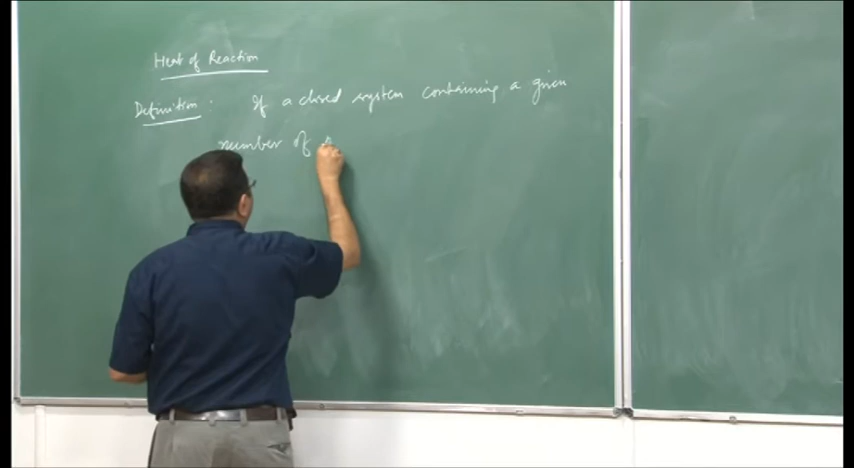 Heat of Reaction
Definition : If a closed system containing a given
number of